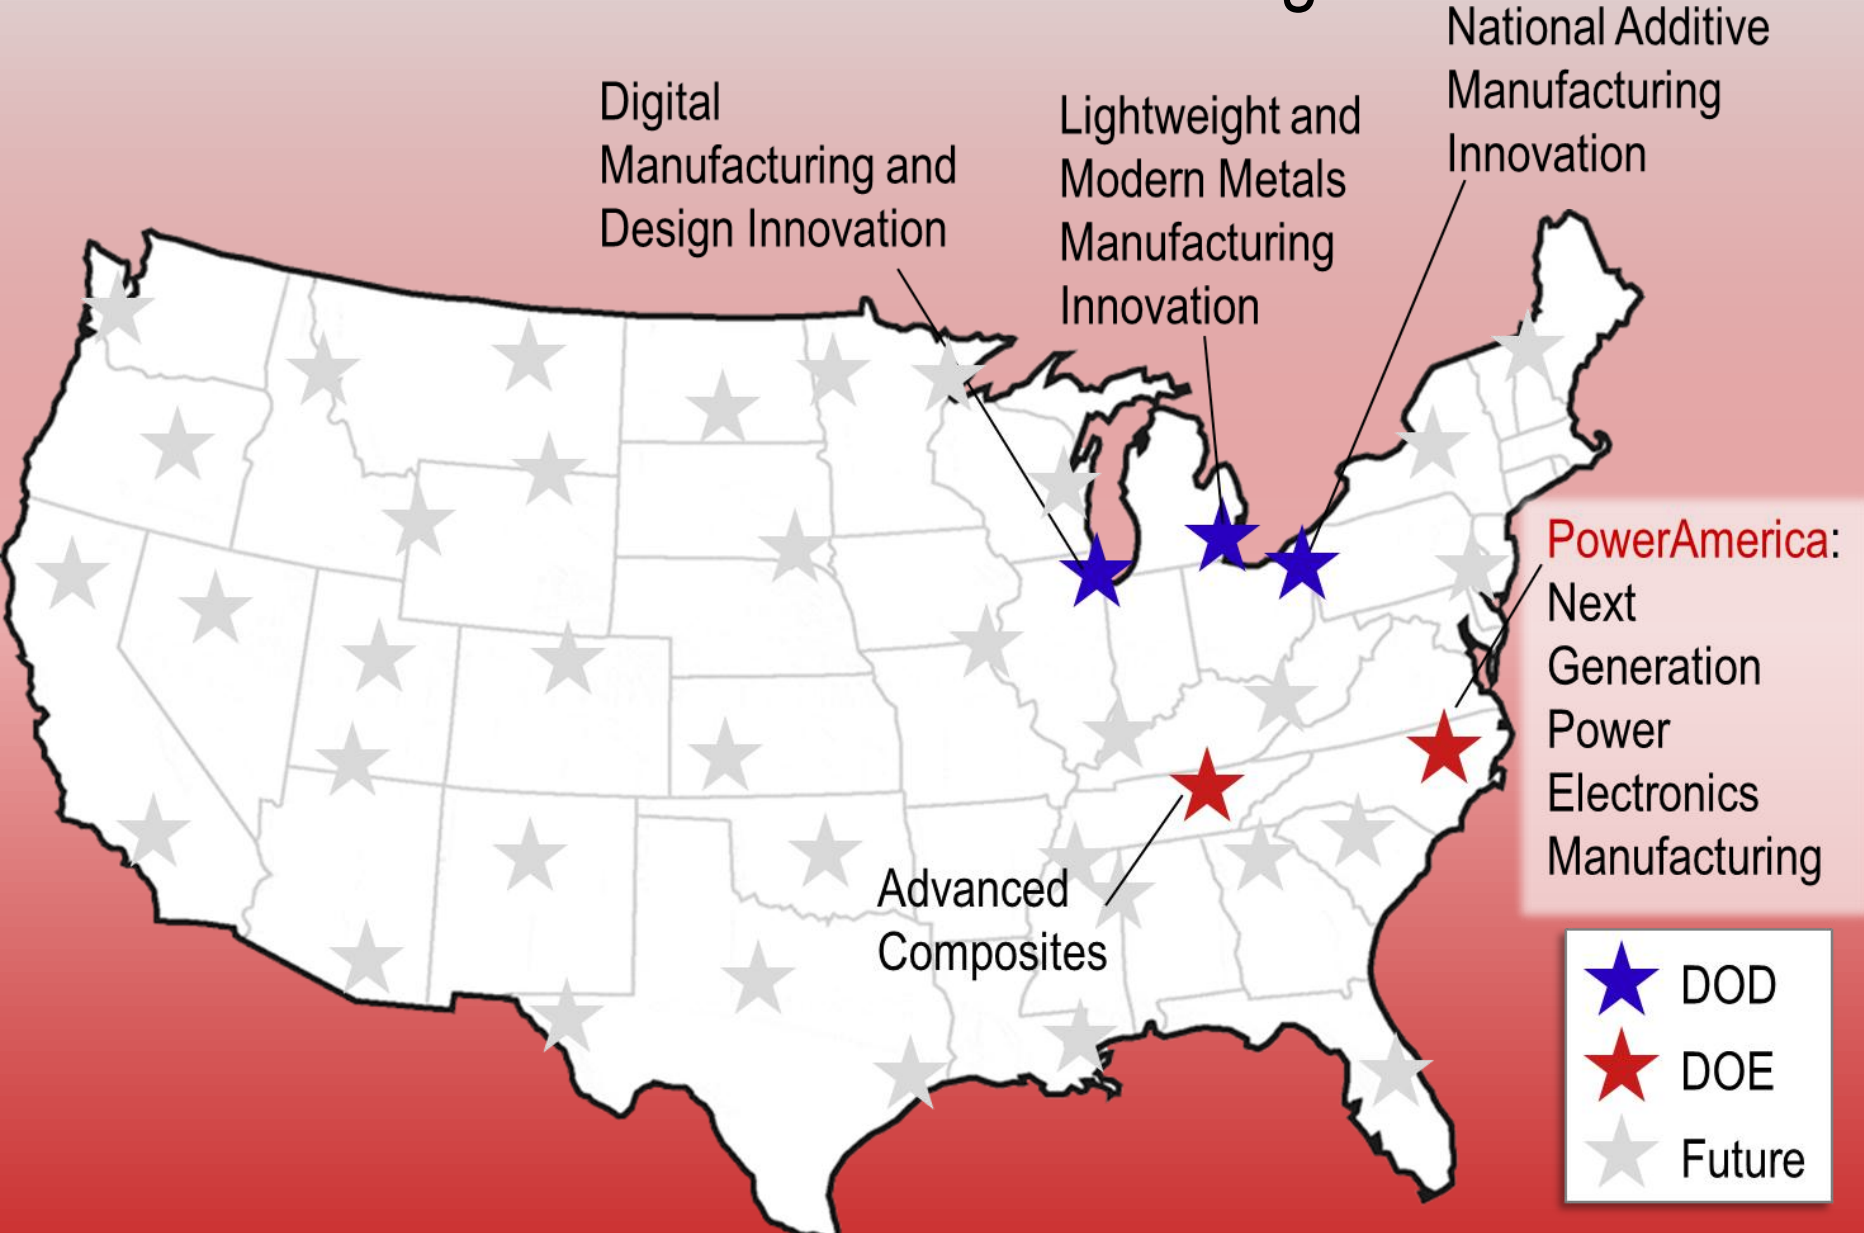 National Additive
Manufacturing
Innovation
Digital
Manufacturing and
Design Innovation
Lightweight and
Modern Metals
Manufacturing
Innovation
PowerAmerica:
Next
Generation
Power
Electronics
Manufacturing
Advanced
Composites
DOD
DOE
Future